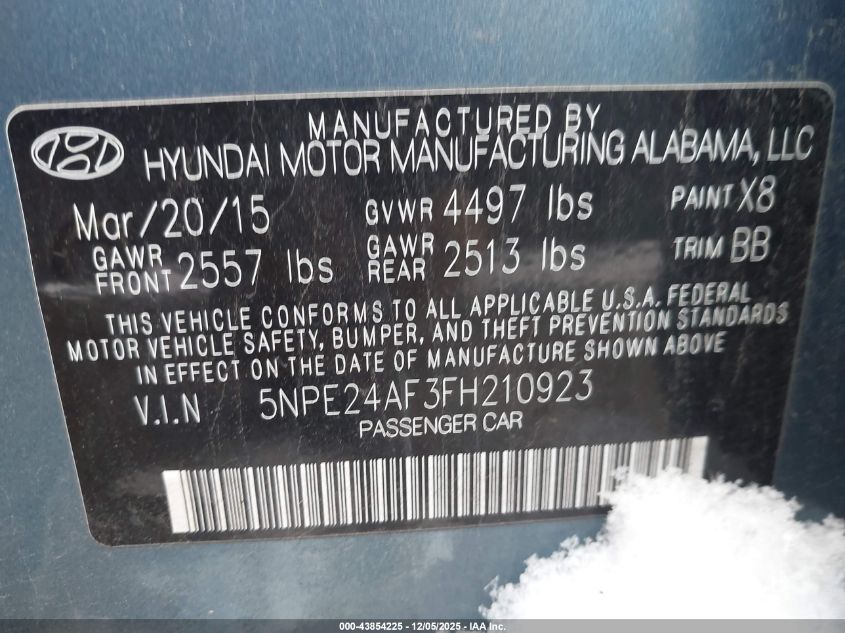 MANUFACTURED BY
HYUNDAI MOTOR MANUFACTURING ALABAMA, LLC
Mar/20/15 GVWR 4497 lbs PAINT X8
GAWR FRONT 2557 lbs GAWR REAR 2513 lbs TRIM BB
THIS VEHICLE CONFORMS TO ALL APPLICABLE U.S.A. FEDERAL
MOTOR VEHICLE SAFETY, BUMPER, AND THEFT PREVENTION STANDARDS
IN EFFECT ON THE DATE OF MANUFACTURE SHOWN ABOVE
V.I.N 5NPE24AF3FH210923
PASSENGER CAR
000-43854225 - 12/05/2025 - IAA Inc.